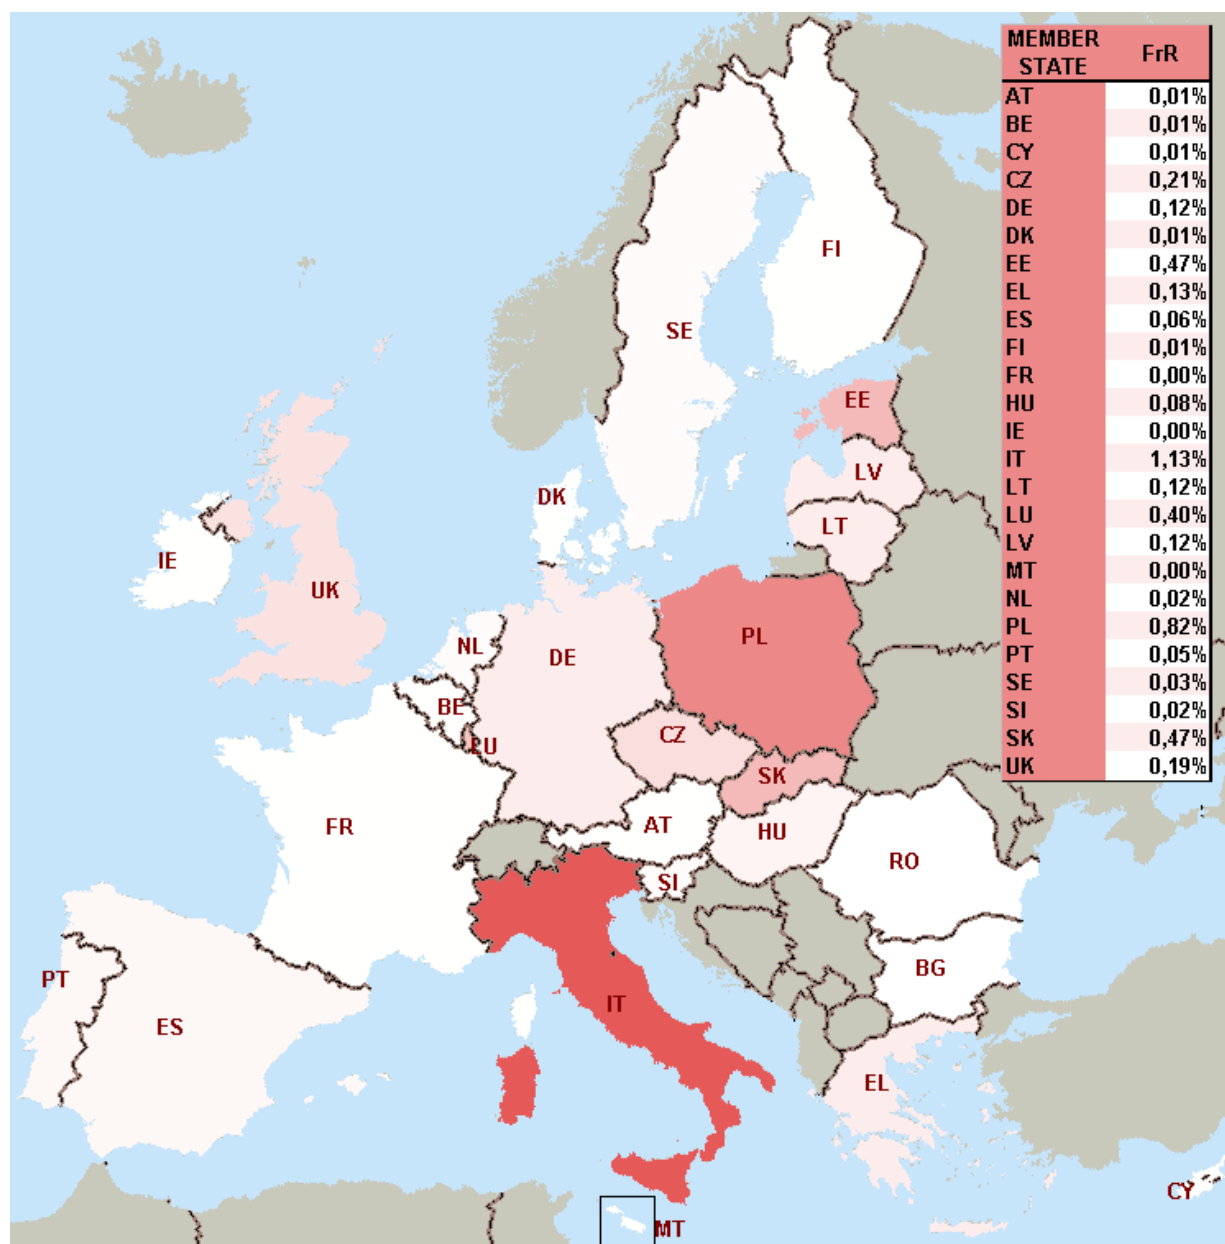 MEMBER STATE FrR
AT 0,01%
BE 0,01%
CY 0,01%
CZ 0,21%
DE 0,12%
DK 0,01%
EE 0,47%
EL 0,13%
ES 0,06%
FI 0,01%
FR 0,00%
HU 0,08%
IE 0,00%
IT 1,13%
LT 0,12%
LU 0,40%
LV 0,12%
MT 0,00%
NL 0,02%
PL 0,82%
PT 0,05%
SE 0,03%
SI 0,02%
SK 0,47%
UK 0,19%
FI
SE
EE
LV
DK
LT
IE
UK
PL
NL
DE
BE
CZ
LU
SK
AT
FR
HU
RO
SI
BG
PT
IT
ES
EL
CY
MT